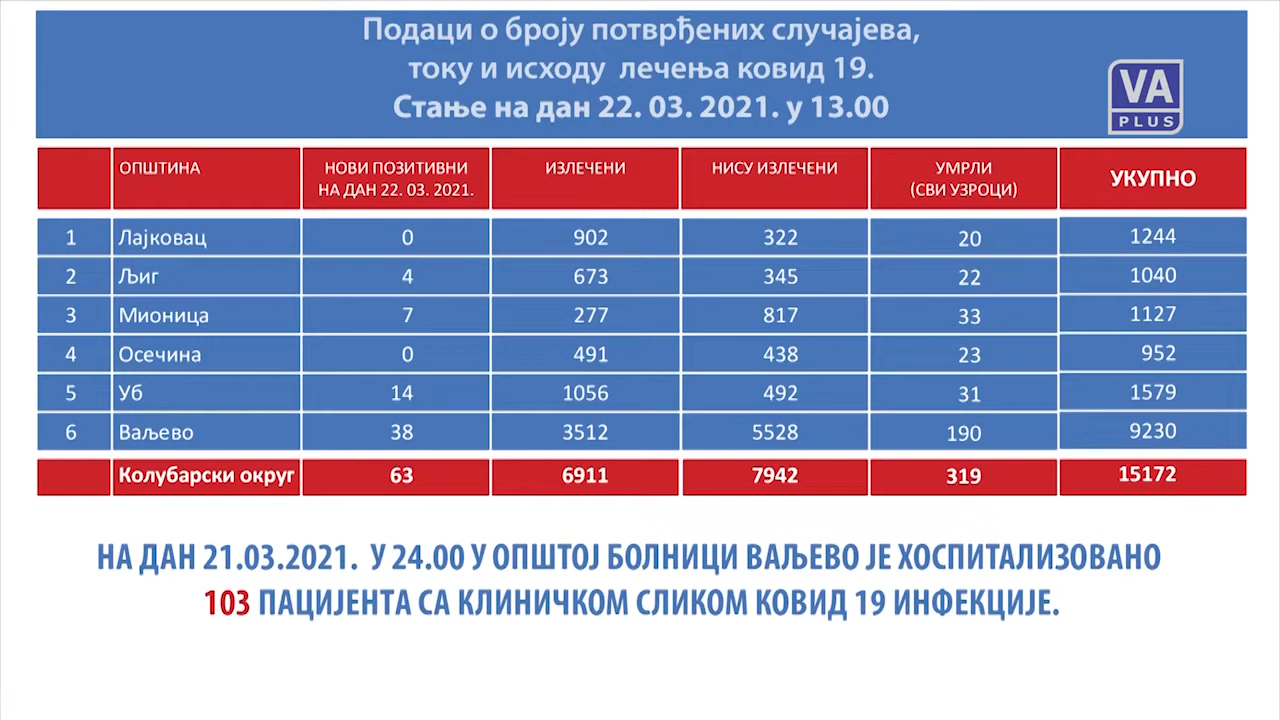 Подаци о броју потврђених случајева,
току и исходу лечења ковид 19.
Стање на дан 22. 03. 2021. у 13.00
VA
PLUS
ОПШТИНА НОВИ ПОЗИТИВНИ НА ДАН 22. 03. 2021. ИЗЛЕЧЕНИ НИСУ ИЗЛЕЧЕНИ УМРЛИ (СВИ УЗРОЦИ) УКУПНО
1 Лајковац 0 902 322 20 1244
2 Љиг 4 673 345 22 1040
3 Мионица 7 277 817 33 1127
4 Осечина 0 491 438 23 952
5 Уб 14 1056 492 31 1579
6 Ваљево 38 3512 5528 190 9230
Колубарски округ 63 6911 7942 319 15172
НА ДАН 21.03.2021. У 24.00 У ОПШТОЈ БОЛНИЦИ ВАЉЕВО ЈЕ ХОСПИТАЛИЗОВАНО
103 ПАЦИЈЕНТА СА КЛИНИЧКОМ СЛИКОМ КОВИД 19 ИНФЕКЦИЈЕ.